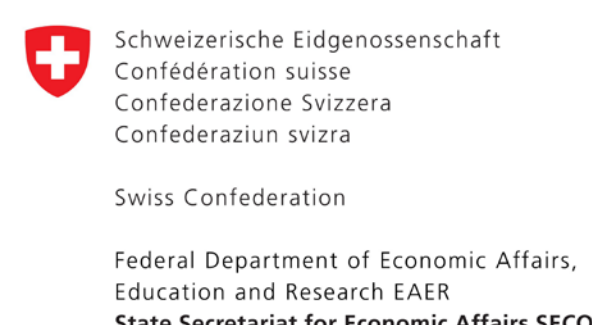 Schweizerische Eidgenossenschaft
Confédération suisse
Confederazione Svizzera
Confederaziun svizra
Swiss Confederation
Federal Department of Economic Affairs,
Education and Research EAER
State Secretariat for Economic Affairs SECO